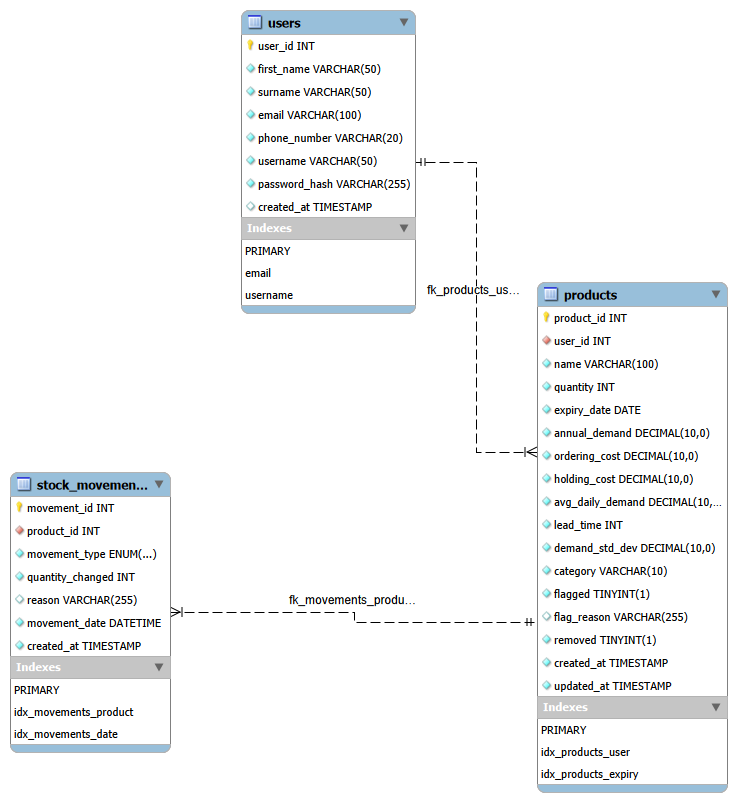 users
user_id INT
first_name VARCHAR(50)
surname VARCHAR(50)
email VARCHAR(100)
phone_number VARCHAR(20)
username VARCHAR(50)
password_hash VARCHAR(255)
created_at TIMESTAMP
Indexes
PRIMARY
email
username
fk_products_us...
products
product_id INT
user_id INT
name VARCHAR(100)
quantity INT
expiry_date DATE
annual_demand DECIMAL(10,0)
ordering_cost DECIMAL(10,0)
holding_cost DECIMAL(10,0)
avg_daily_demand DECIMAL(10,...
lead_time INT
demand_std_dev DECIMAL(10,0)
category VARCHAR(10)
flagged TINYINT(1)
flag_reason VARCHAR(255)
removed TINYINT(1)
created_at TIMESTAMP
updated_at TIMESTAMP
Indexes
PRIMARY
idx_products_user
idx_products_expiry
stock_movemen...
movement_id INT
product_id INT
movement_type ENUM(...)
quantity_changed INT
reason VARCHAR(255)
movement_date DATETIME
created_at TIMESTAMP
Indexes
PRIMARY
idx_movements_product
idx_movements_date
fk_movements_produ...